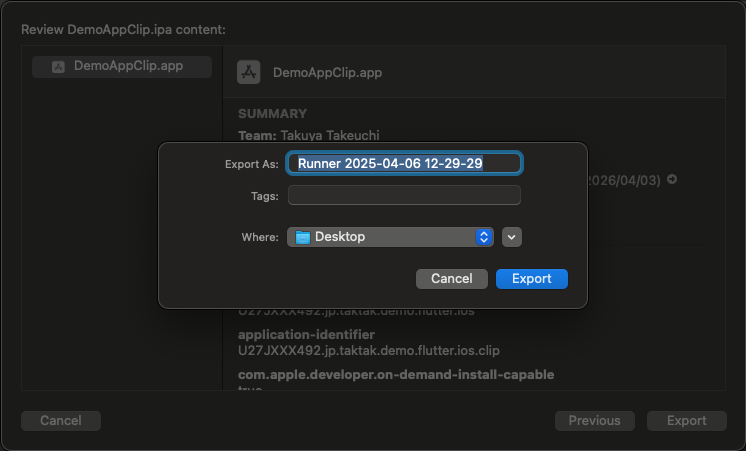 Review DemoAppClip.ipa content:
DemoAppClip.app
DemoAppClip.app
SUMMARY
Team: Takuya Takeuchi
2026/04/03)
Export As: Runner 2025-04-06 12-29-29
Tags:
Where: Desktop
Cancel Export
U27JXXX492.jp.taktak.demo.flutter.ios
application-identifier
U27JXXX492.jp.taktak.demo.flutter.ios.clip
com.apple.developer.on-demand-install-capable
true
Cancel Previous Export